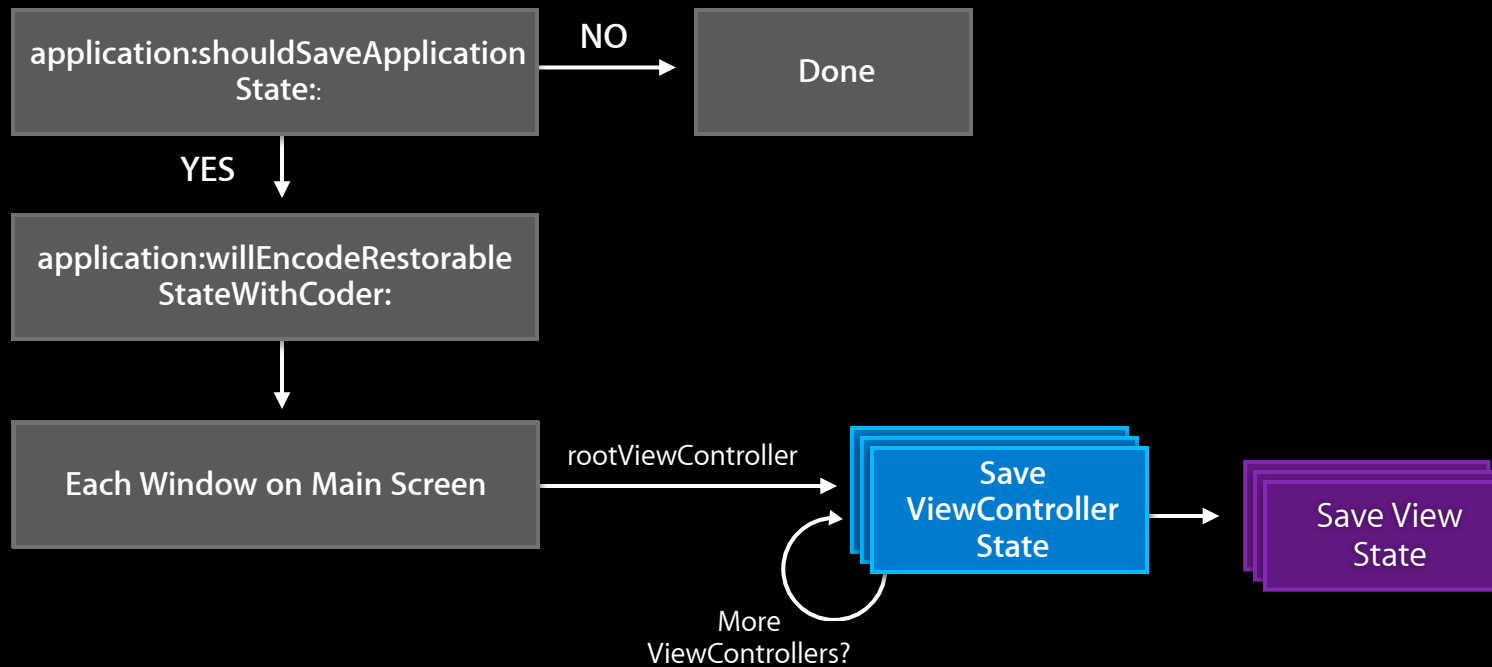 application:shouldSaveApplication
State::
NO
Done
YES
application:willEncodeRestorable
StateWithCoder:
Each Window on Main Screen
rootViewController
Save
ViewController
State
Save View
State
More
ViewControllers?